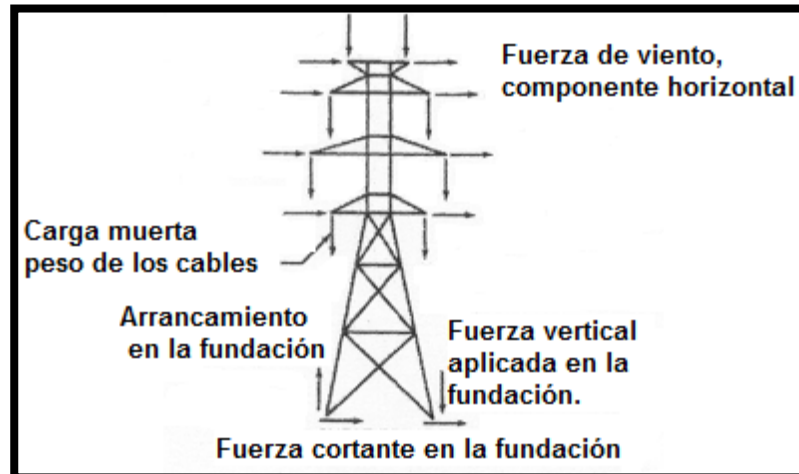 Fuerza de viento,
componente horizontal
Carga muerta
peso de los cables
Arrancamiento
en la fundación
Fuerza vertical
aplicada en la
fundación.
Fuerza cortante en la fundación